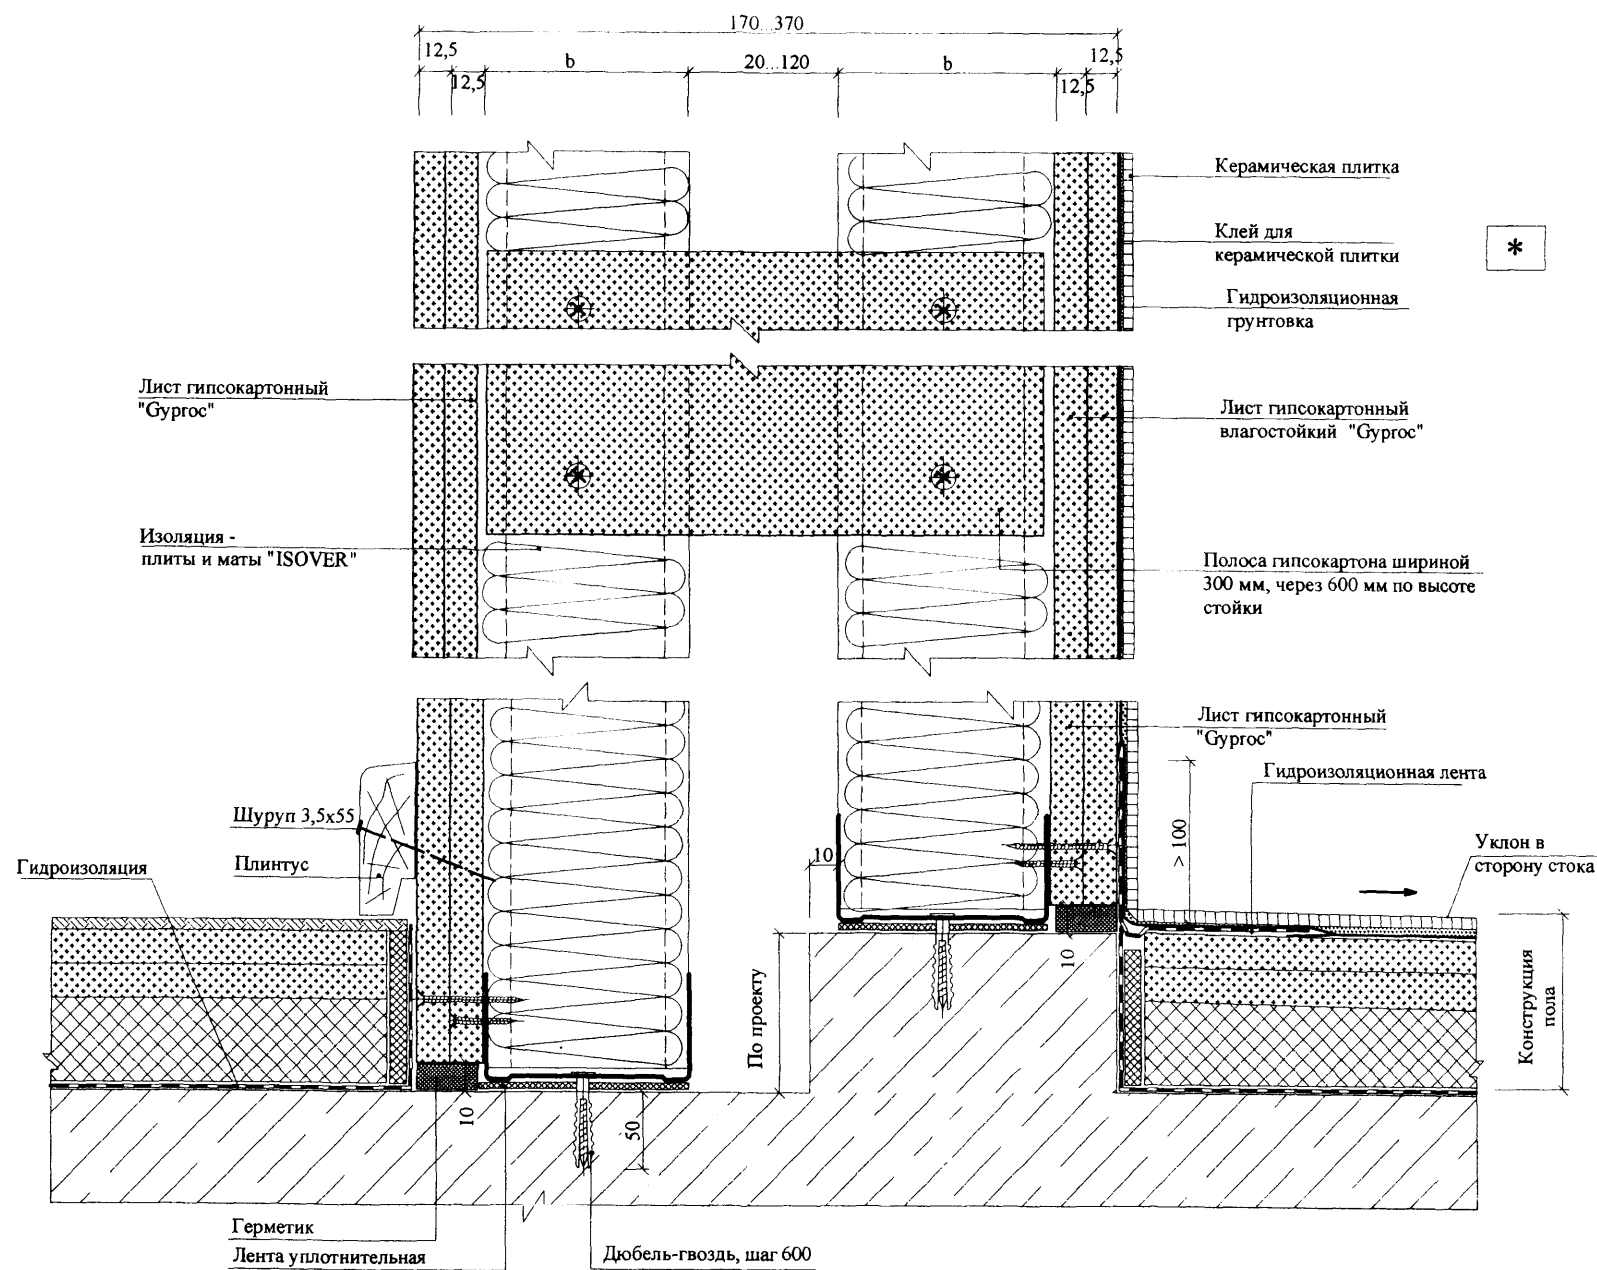 170...370
12,5
12,5
b
20...120
b
12,5
12,5
Керамическая плитка
Клей для
керамической плитки
*
Гидроизоляционная
грунтовка
Лист гипсокартонный
"Gyproc"
Лист гипсокартонный
влагостойкий "Gyproc"
Изоляция -
плиты и маты "ISOVER"
Полоса гипсокартона шириной
300 мм, через 600 мм по высоте
стойки
Лист гипсокартонный
"Gyproc"
Гидроизоляционная лента
Шуруп 3,5х55
Плинтус
Гидроизоляция
10
> 100
Уклон в
сторону стока
По проекту
10
Конструкция
пола
10
50
Герметик
Лента уплотнительная
Дюбель-гвоздь, шаг 600